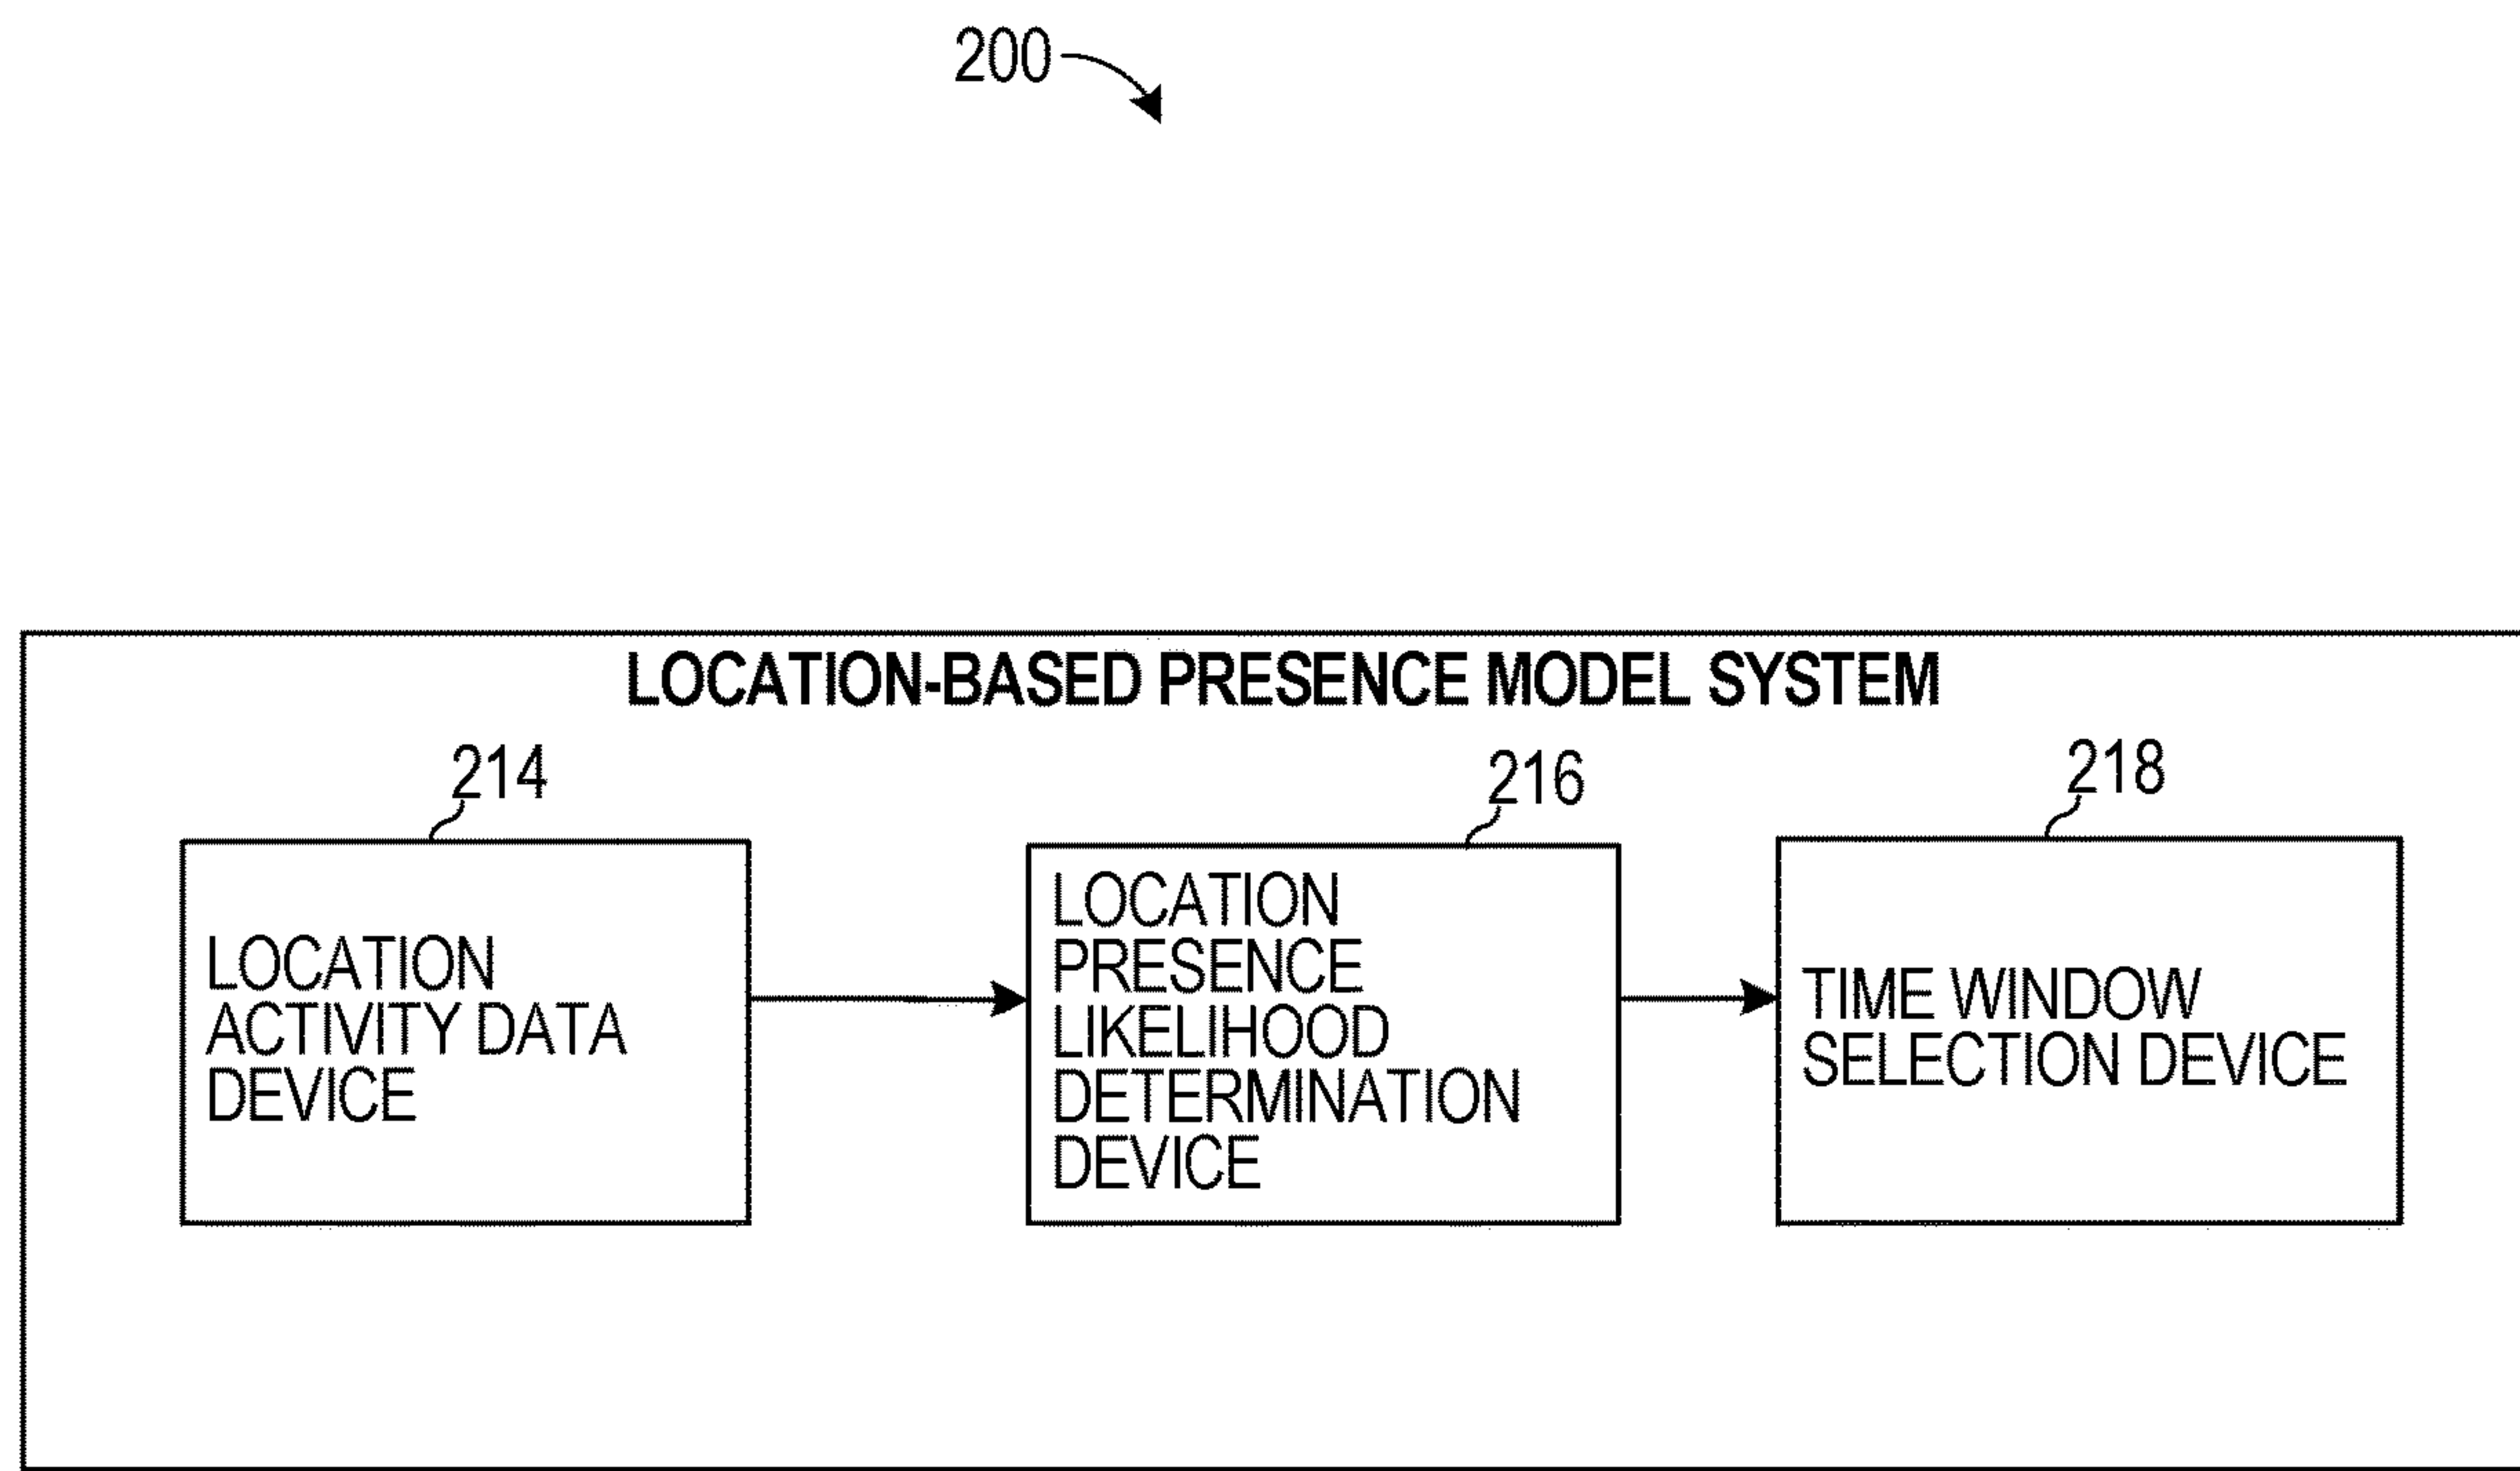 200
LOCATION-BASED PRESENCE MODEL SYSTEM
214
LOCATION
ACTIVITY DATA
DEVICE
216
LOCATION
PRESENCE
LIKELIHOOD
DETERMINATION
DEVICE
218
TIME WINDOW
SELECTION DEVICE